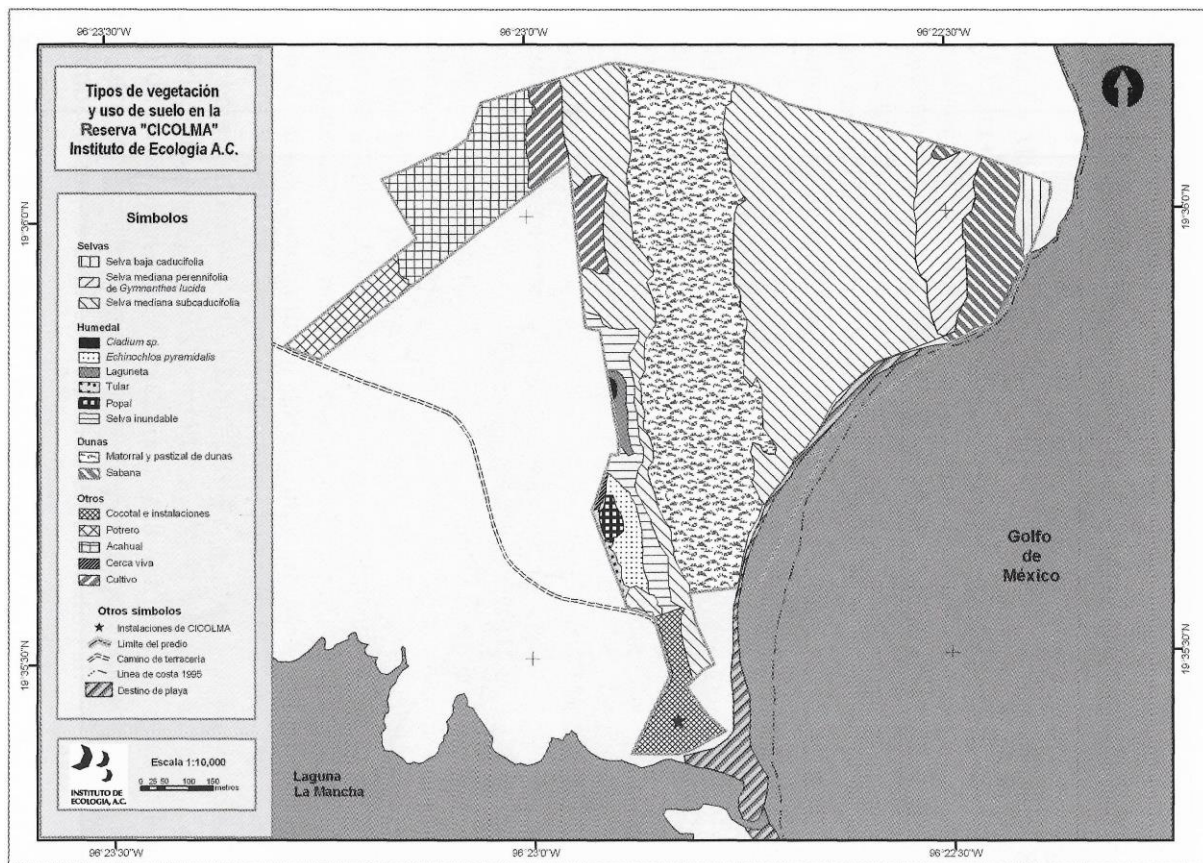 96°23'30"W
96°23'0"W
96°22'30"W
Tipos de vegetación
y uso de suelo en la
Reserva "CICOLMA"
Instituto de Ecología A.C.
Símbolos
Selvas
Selva baja caducifolia
Selva mediana perennifolia
de Gymnanthes lucida
Selva mediana subcaducifolia
Humedal
Cladium sp.
Echinochloa pyramidalis
Laguneta
Tular
Popal
Selva inundable
Dunas
Matorral y pastizal de dunas
Sabana
Otros
Cocotal e instalaciones
Potrero
Acahual
Cerca viva
Cultivo
Otros símbolos
Instalaciones de CICOLMA
Limite del predio
Camino de terracería
Linea de costa 1995
Destino de playa
INSTITUTO DE
ECOLOGIA, A.C.
Escala 1:10,000
0 25 50 100 150
metros
19°36'0"N
19°36'0"N
19°35'30"N
19°35'30"N
Golfo
de
México
Laguna
La Mancha
96°23'30"W
96°23'0"W
96°22'30"W